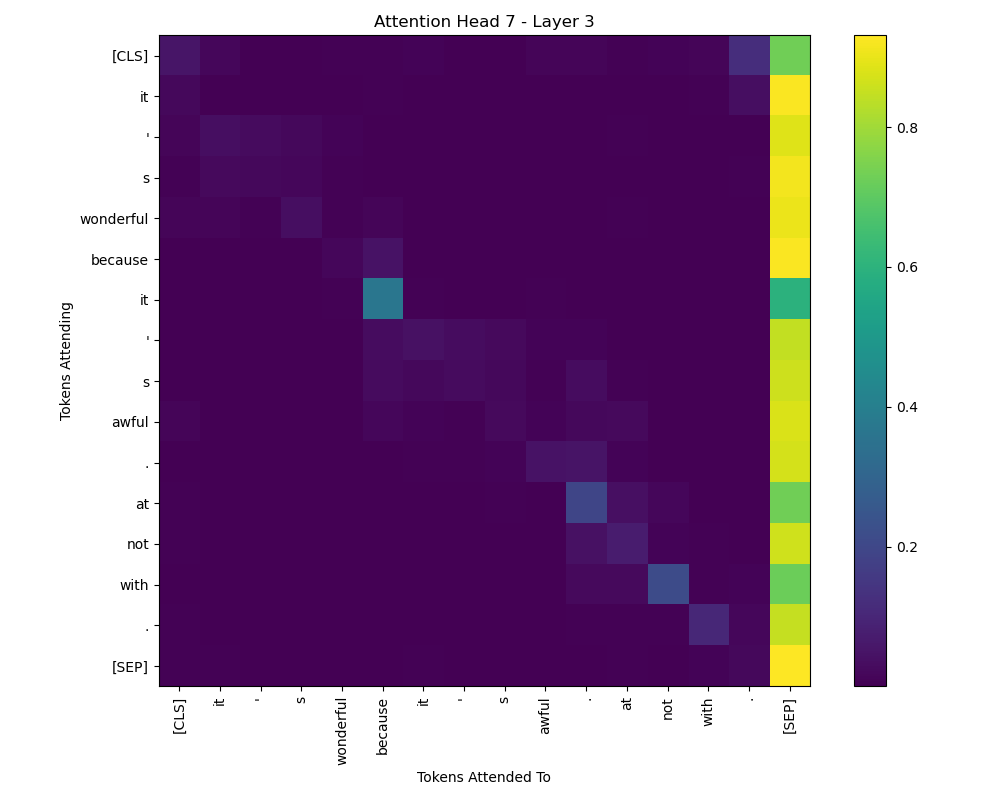 Attention Head 7 - Layer 3
Tokens Attending
[CLS]
it
'
s
wonderful
because
it
'
s
awful
.
at
not
with
.
[SEP]
[CLS]
it
'
s
wonderful
because
it
'
s
awful
.
at
not
with
.
[SEP]
Tokens Attended To
0.8
0.6
0.4
0.2